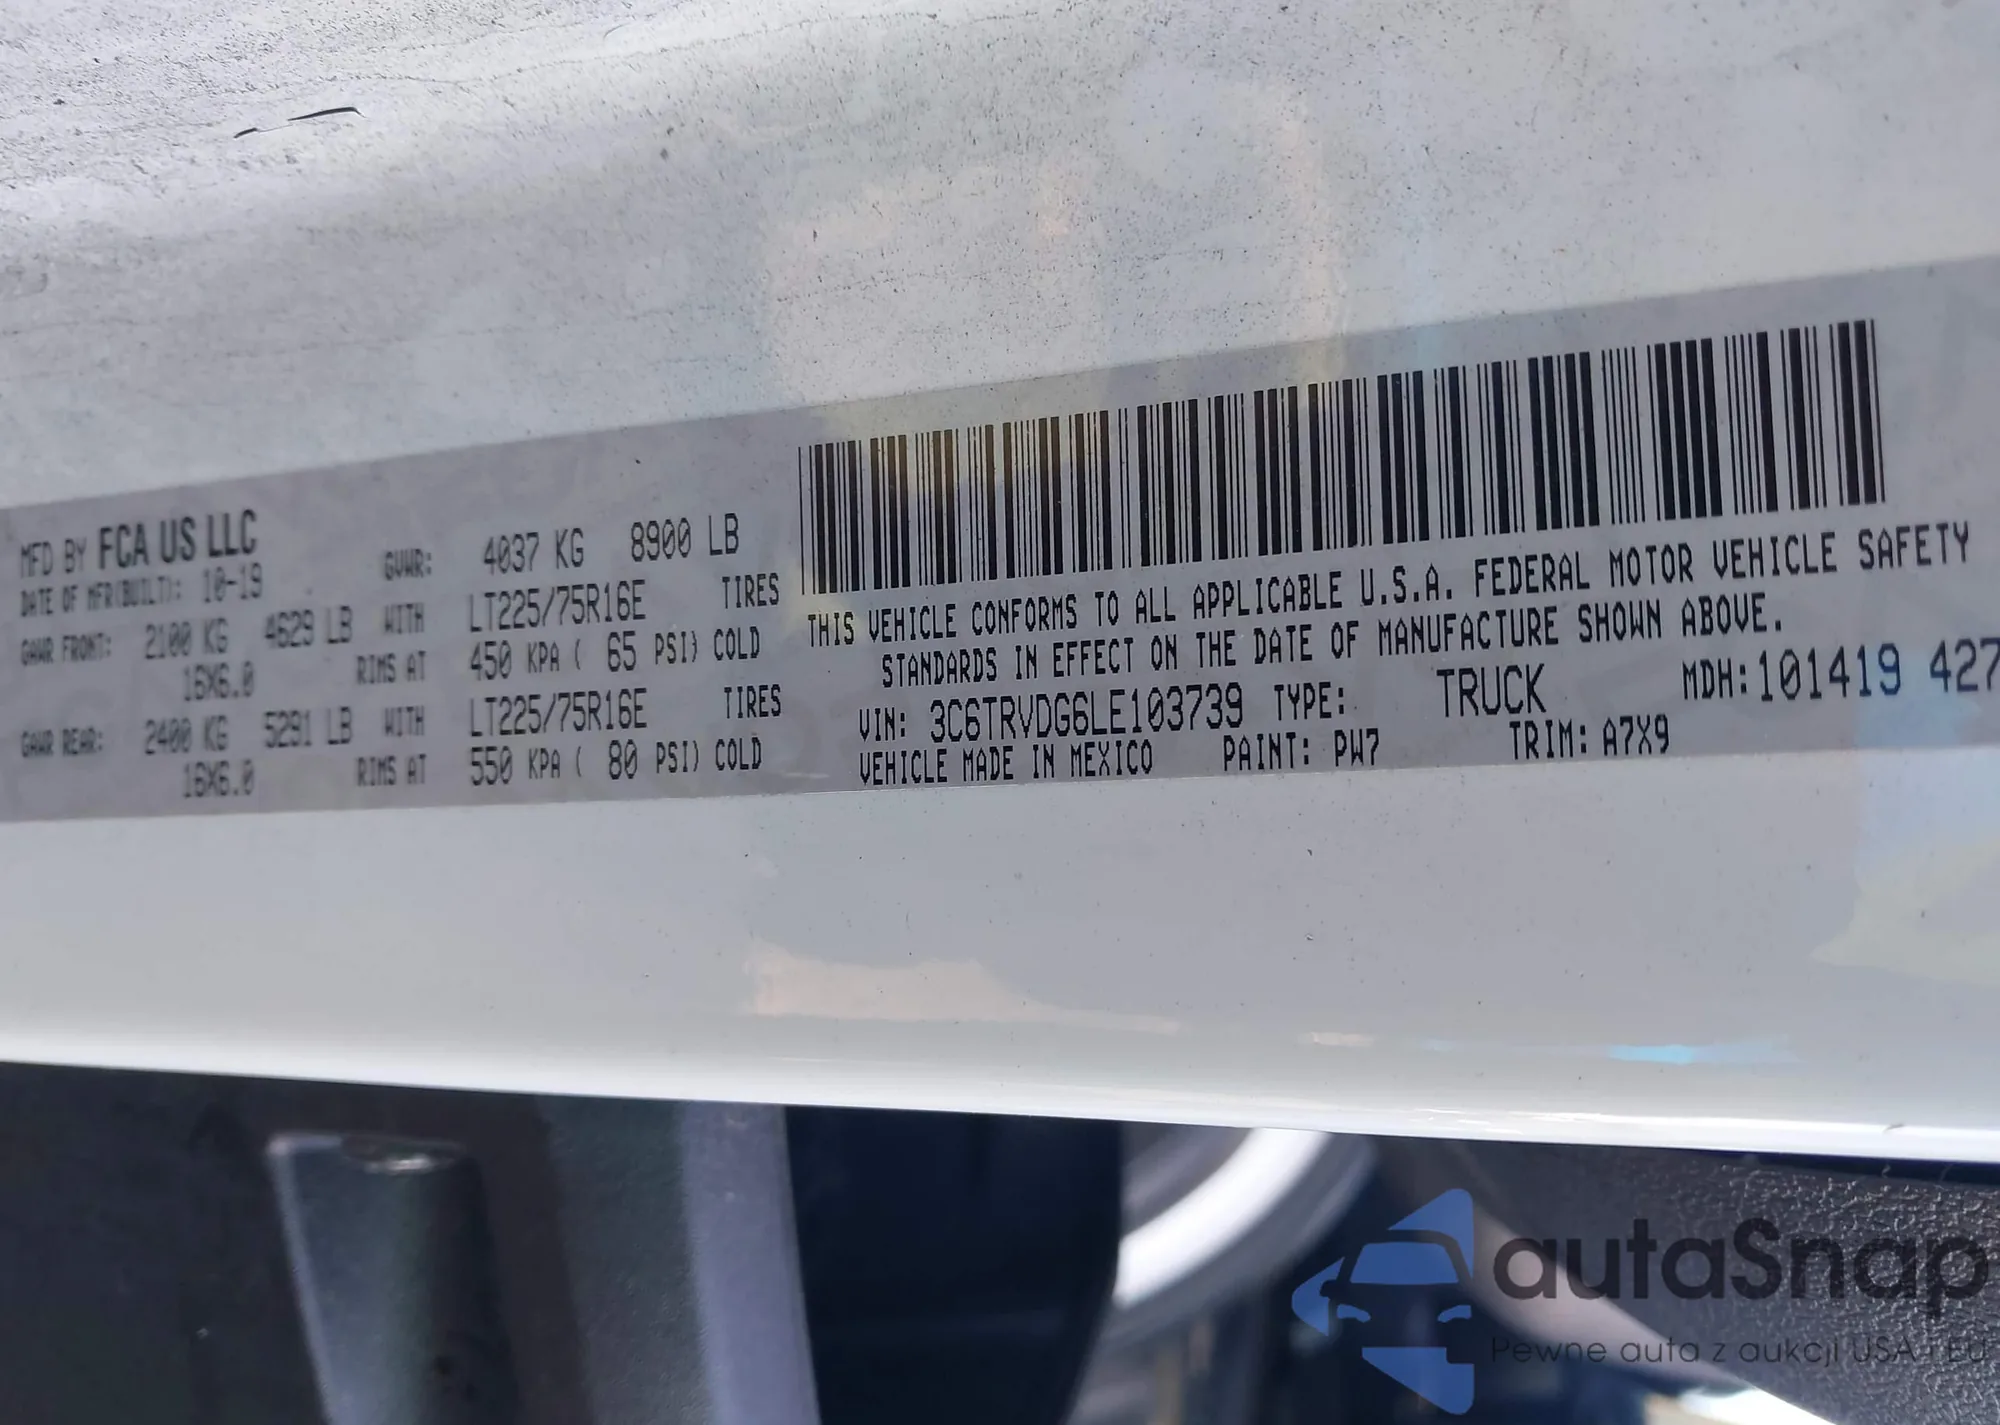 MFD BY FCA US LLC
DATE OF MFR(BUILT): 10-19
GVWR: 4037 KG 8900 LB
GAWR FRONT: 2100 KG 4629 LB WITH LT225/75R16E TIRES
16X6.0 RIMS AT 450 KPA ( 65 PSI) COLD
GAWR REAR: 2400 KG 5291 LB WITH LT225/75R16E TIRES
16X6.0 RIMS AT 550 KPA ( 80 PSI) COLD
THIS VEHICLE CONFORMS TO ALL APPLICABLE U.S.A. FEDERAL MOTOR VEHICLE SAFETY
STANDARDS IN EFFECT ON THE DATE OF MANUFACTURE SHOWN ABOVE.
VIN: 3C6TRVDG6LE103739 TYPE: TRUCK MDH: 101419 427
VEHICLE MADE IN MEXICO PAINT: PW7 TRIM: A7X9
autaSnap
Pewne auta z aukcji USA i EU